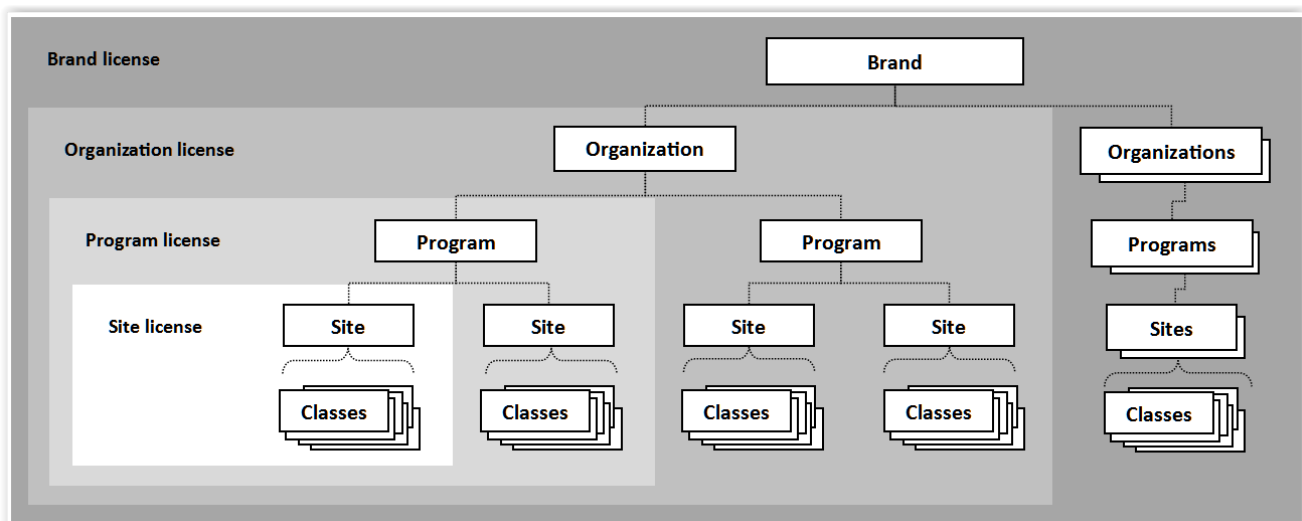 Brand license
Brand
Organization license
Organization
Organizations
Program license
Program
Program
Programs
Site license
Site
Site
Site
Site
Sites
Classes
Classes
Classes
Classes
Classes